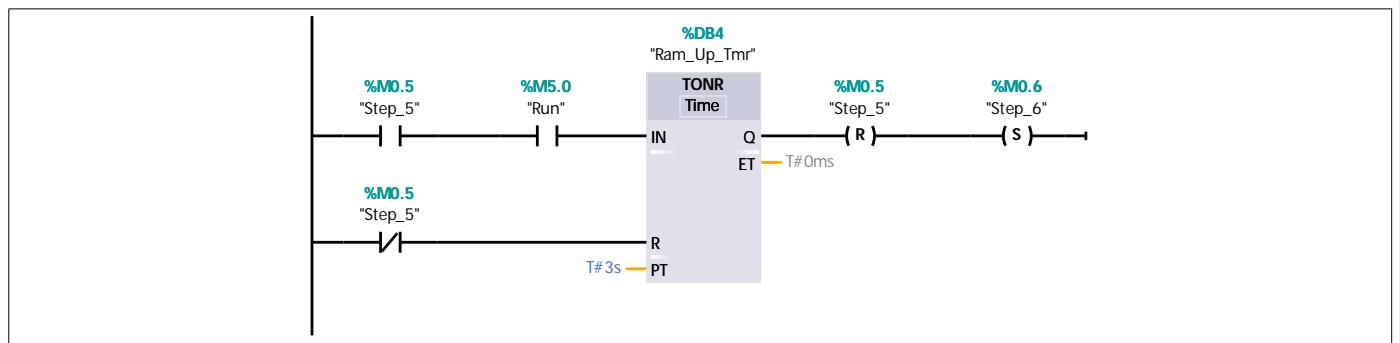 %DB4
"Ram_Up_Tmr"
%M0.5 %M5.0 TONR %M0.5 %M0.6
"Step_5" "Run" Time "Step_5" "Step_6"
IN Q R S
ET T#0ms
%M0.5
"Step_5"
R
T#3s PT